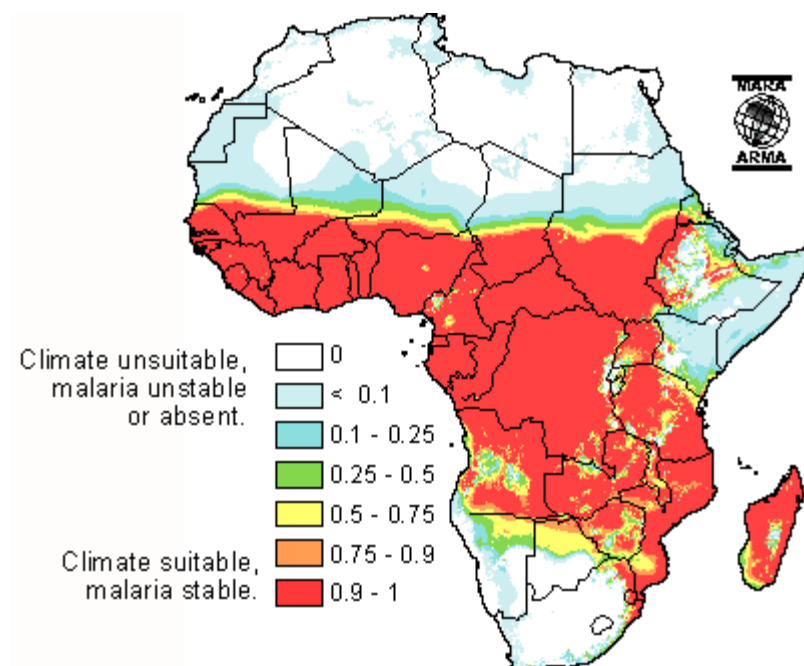 MARA
ARMA
Climate unsuitable,
malaria unstable
or absent.
0
< 0.1
0.1 - 0.25
0.25 - 0.5
0.5 - 0.75
0.75 - 0.9
0.9 - 1
Climate suitable,
malaria stable.